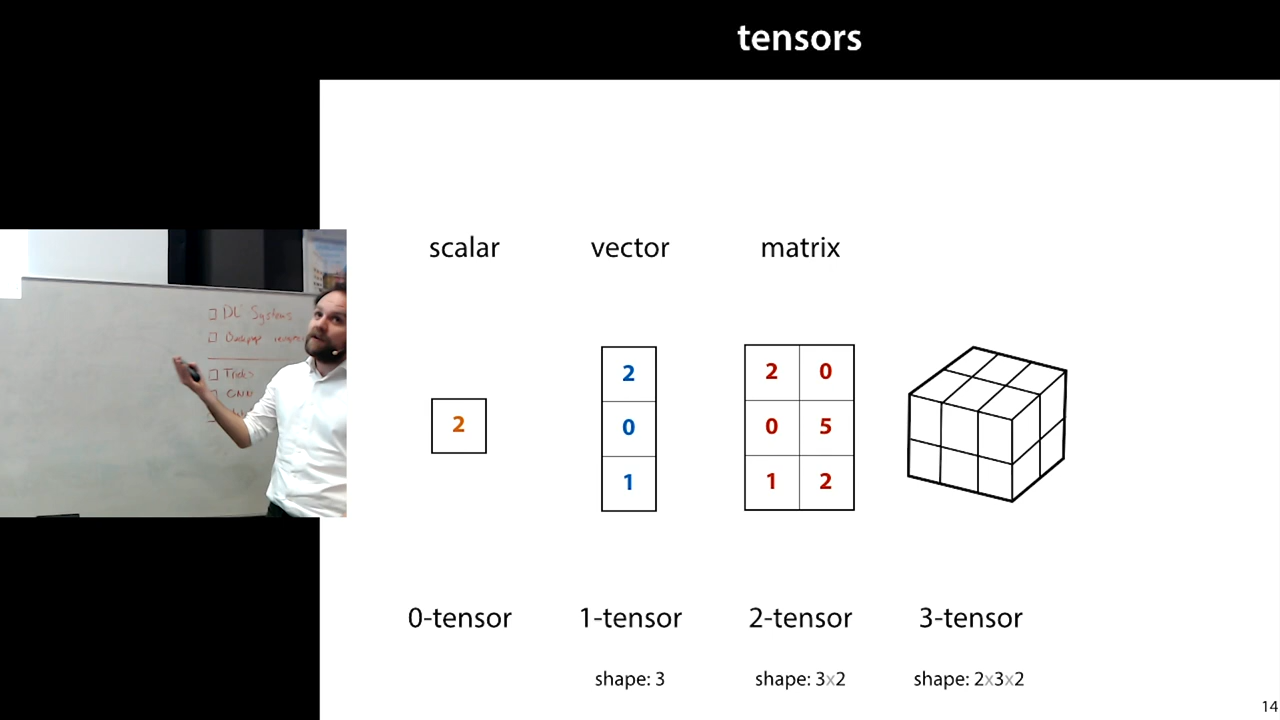 tensors
scalar
vector
matrix
DL Systems
Tricks
2
2
0
1
2 0
0 5
1 2
0-tensor
1-tensor
2-tensor
3-tensor
shape: 3
shape: 3x2
shape: 2x3x2
14